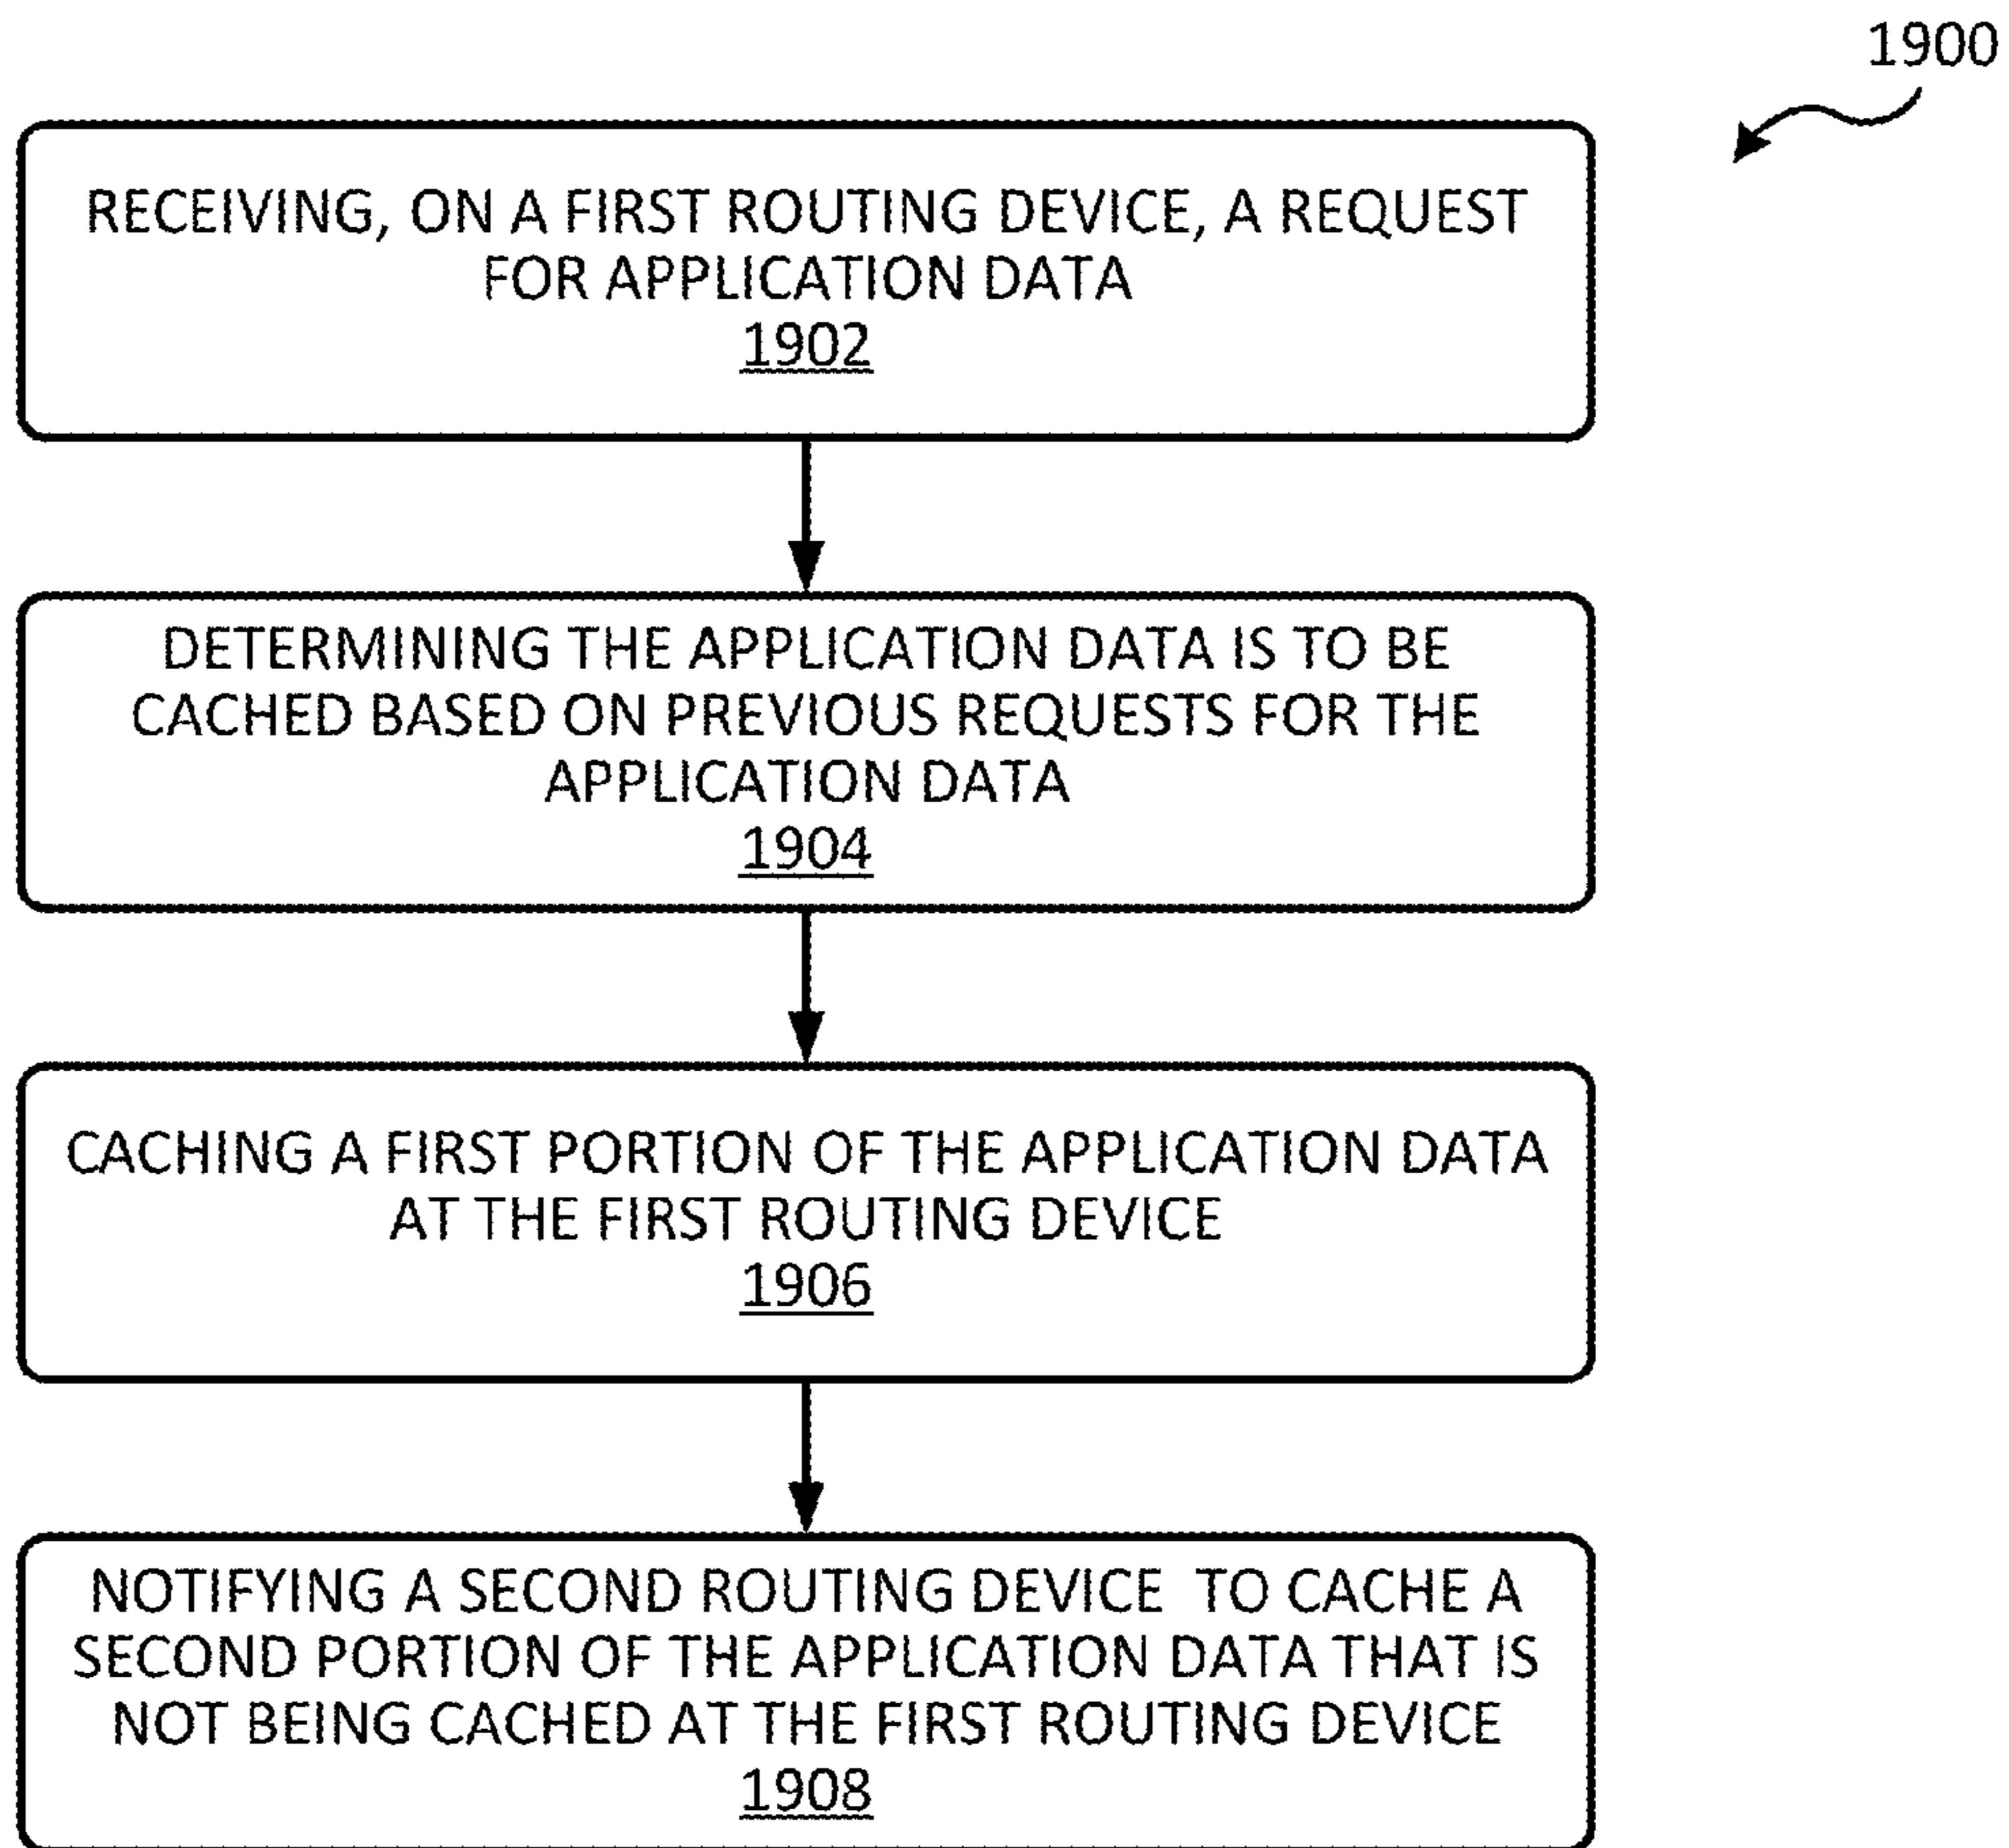 1900
RECEIVING, ON A FIRST ROUTING DEVICE, A REQUEST
FOR APPLICATION DATA
1902
DETERMINING THE APPLICATION DATA IS TO BE
CACHED BASED ON PREVIOUS REQUESTS FOR THE
APPLICATION DATA
1904
CACHING A FIRST PORTION OF THE APPLICATION DATA
AT THE FIRST ROUTING DEVICE
1906
NOTIFYING A SECOND ROUTING DEVICE TO CACHE A
SECOND PORTION OF THE APPLICATION DATA THAT IS
NOT BEING CACHED AT THE FIRST ROUTING DEVICE
1908